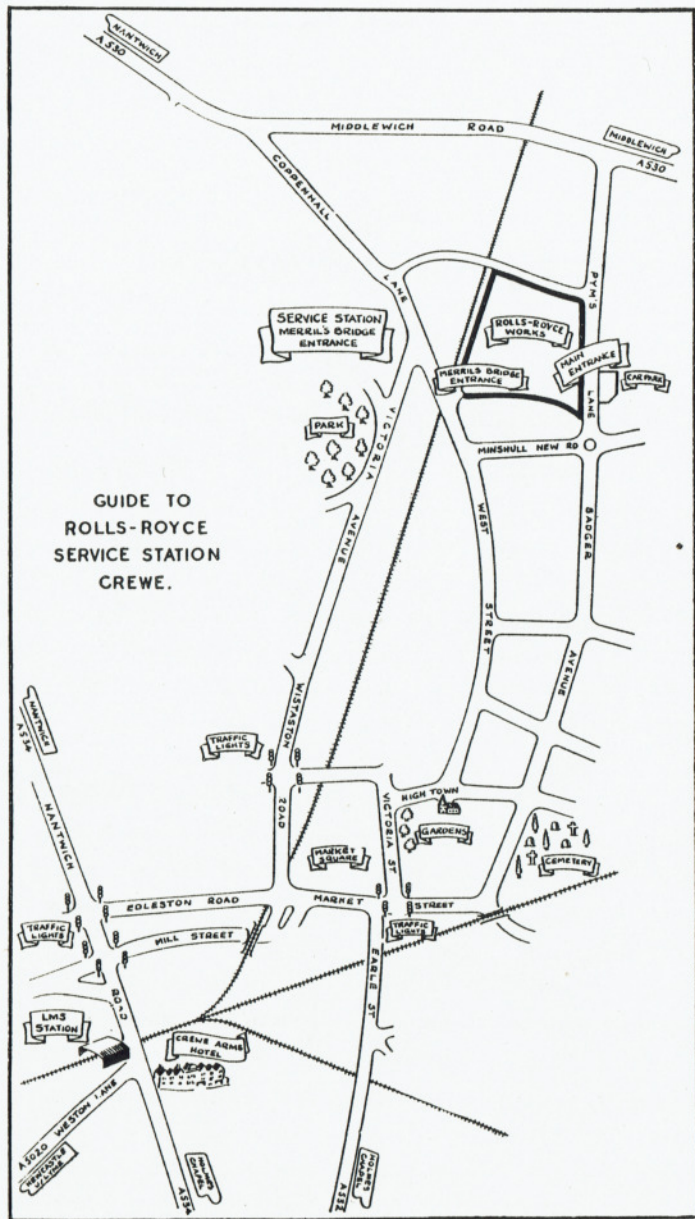 NANTWICH
A530
MIDDLEWICH ROAD
MIDDLEWICH
A530
COPPENHALL
LANE
PYM'S
LANE
SERVICE STATION
MERRIL'S BRIDGE
ENTRANCE
ROLLS-ROYCE
WORKS
MAIN
ENTRANCE
MERRILS BRIDGE
ENTRANCE
CAR PARK
PARK
VICTORIA
AVENUE
MINSHULL NEW RD
GUIDE TO
ROLLS-ROYCE
SERVICE STATION
CREWE.
WEST
STREET
BADGER
AVENUE
NANTWICH
A534
WISTASTON
ROAD
TRAFFIC
LIGHTS
HIGH TOWN
VICTORIA ST
GARDENS
MARKET
SQUARE
CEMETERY
NANTWICH
ROAD
EDLESTON ROAD
MARKET
STREET
TRAFFIC
LIGHTS
TRAFFIC
LIGHTS
MILL STREET
EARLE ST
LMS
STATION
CREWE ARMS
HOTEL
A5020 WESTON LANE
NEWCASTLE
U/LYME
HOLMES
CHAPEL
A534
HOLMES
CHAPEL
A532